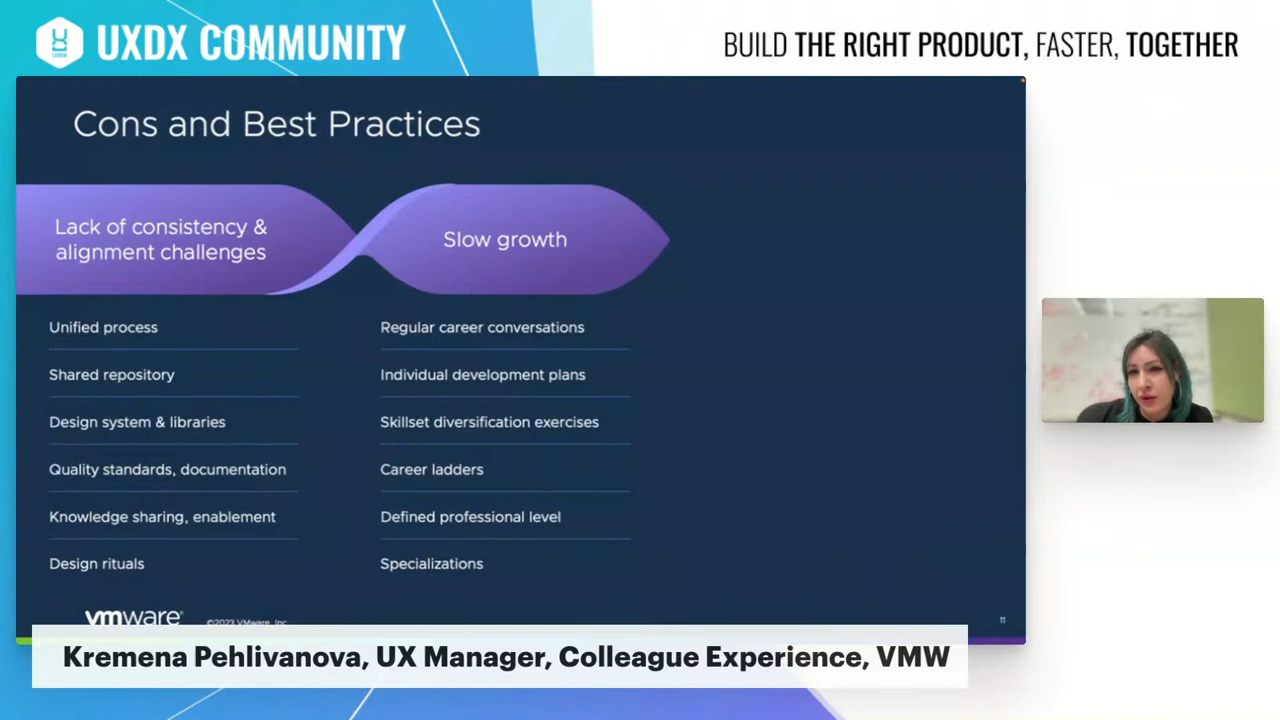 UXDX COMMUNITY
BUILD THE RIGHT PRODUCT, FASTER, TOGETHER
Cons and Best Practices
Lack of consistency &
alignment challenges
Slow growth
Unified process
Shared repository
Design system & libraries
Quality standards, documentation
Knowledge sharing, enablement
Design rituals
Regular career conversations
Individual development plans
Skillset diversification exercises
Career ladders
Defined professional level
Specializations
vmware®
©2023 VMware, Inc.
11
Kremena Pehlivanova, UX Manager, Colleague Experience, VMW